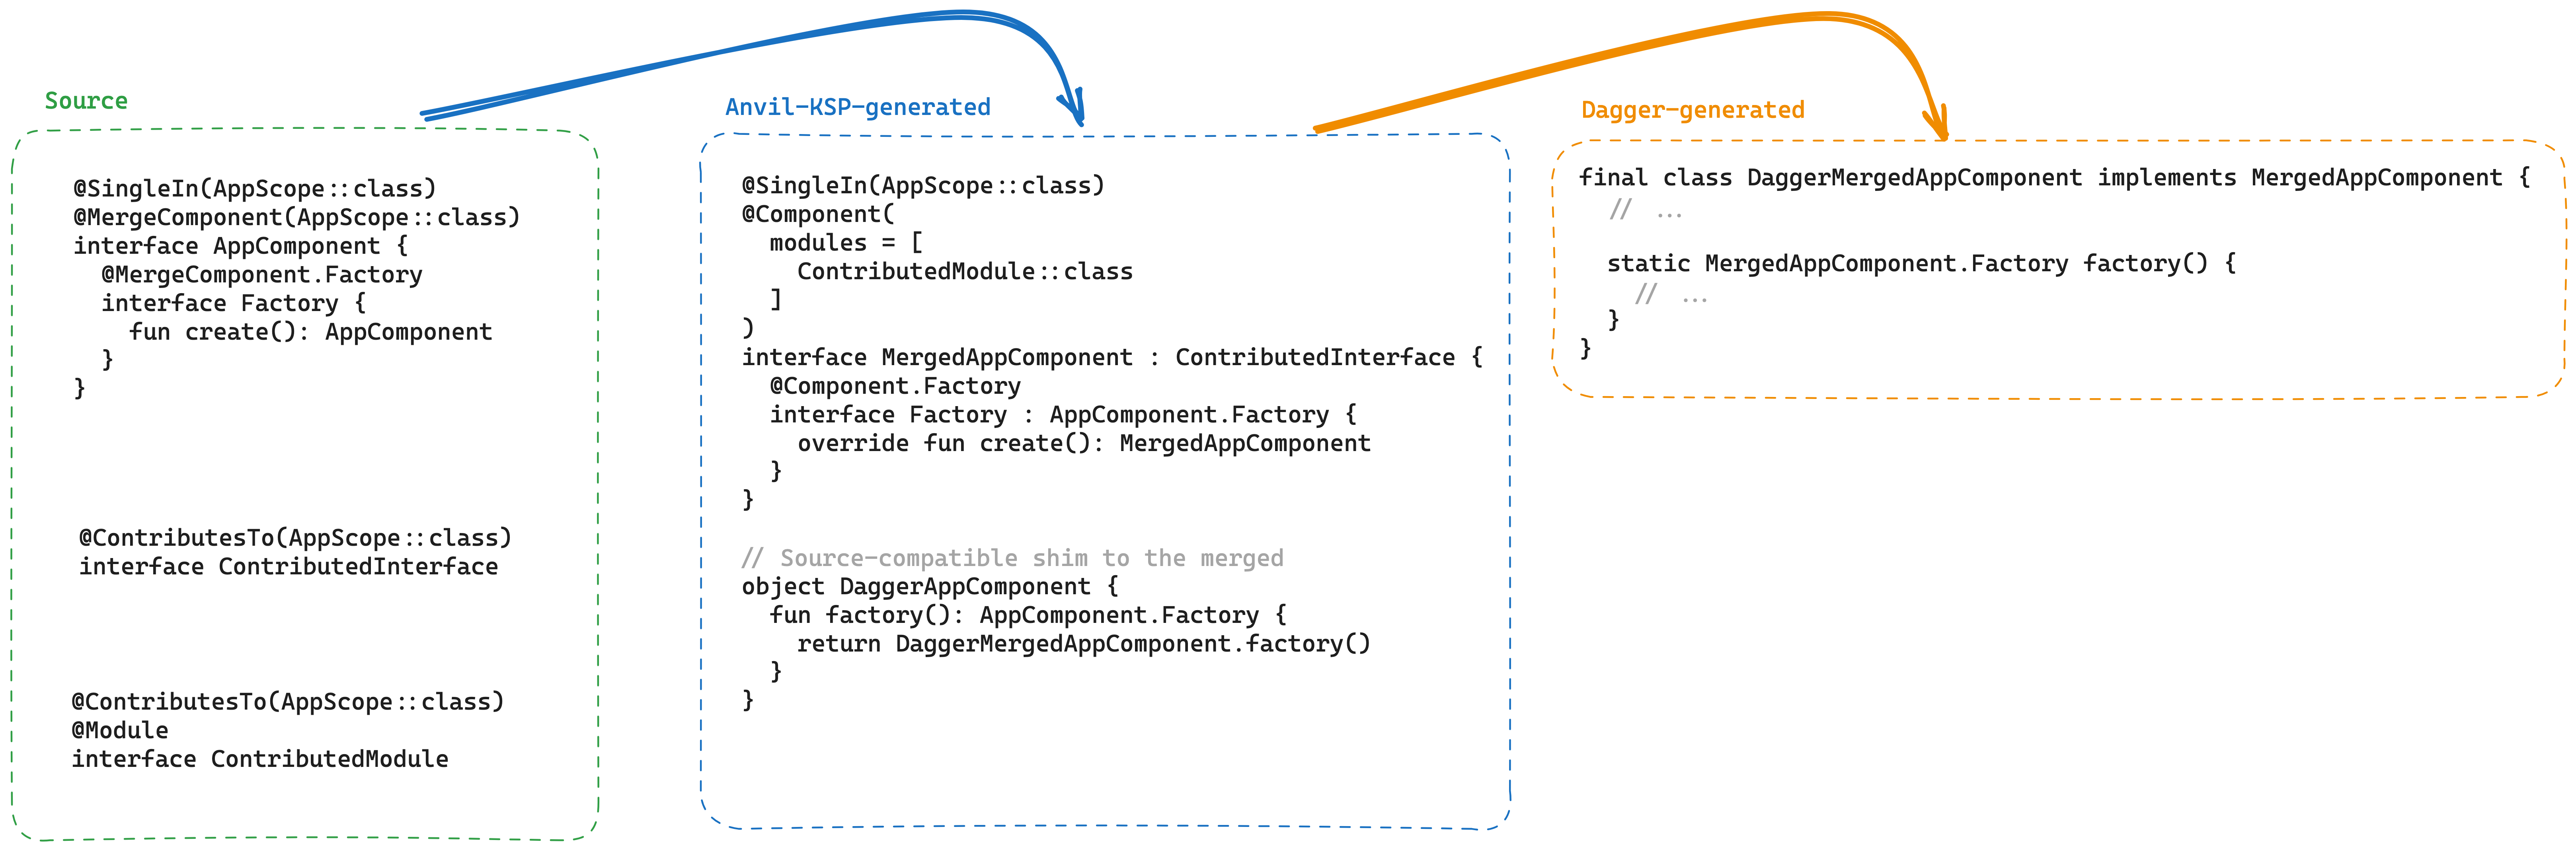 Source
@SingleIn(AppScope::class)
@MergeComponent(AppScope::class)
interface AppComponent {
  @MergeComponent.Factory
  interface Factory {
    fun create(): AppComponent
  }
}
@ContributesTo(AppScope::class)
interface ContributedInterface
@ContributesTo(AppScope::class)
@Module
interface ContributedModule
Anvil-KSP-generated
@SingleIn(AppScope::class)
@Component(
  modules = [
    ContributedModule::class
  ]
)
interface MergedAppComponent : ContributedInterface {
  @Component.Factory
  interface Factory : AppComponent.Factory {
    override fun create(): MergedAppComponent
  }
}
// Source-compatible shim to the merged
object DaggerAppComponent {
  fun factory(): AppComponent.Factory {
    return DaggerMergedAppComponent.factory()
  }
}
Dagger-generated
final class DaggerMergedAppComponent implements MergedAppComponent {
  // ...
  static MergedAppComponent.Factory factory() {
    // ...
  }
}